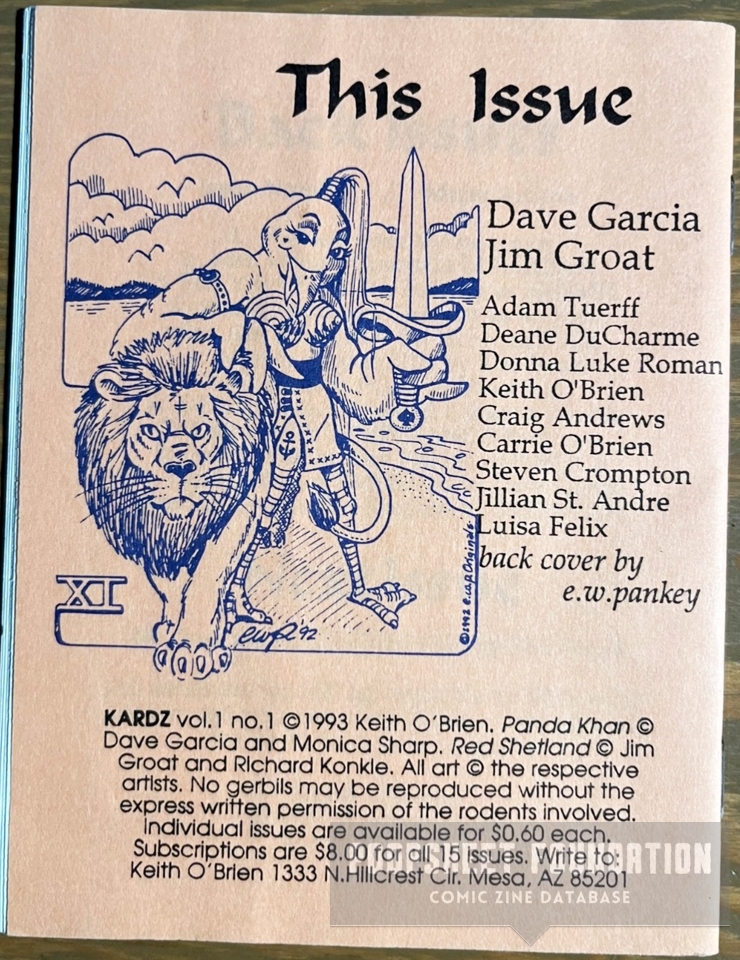 This Issue
Dave Garcia
Jim Groat
Adam Tuerff
Deane DuCharme
Donna Luke Roman
Keith O'Brien
Craig Andrews
Carrie O'Brien
Steven Crompton
Jillian St. Andre
Luisa Felix
back cover by
e.w.pankey
XI
ewp '92
©1992 e.w.p. Originals
KARDZ vol.1 no.1 ©1993 Keith O'Brien. Panda Khan ©
Dave Garcia and Monica Sharp. Red Shetland © Jim
Groat and Richard Konkle. All art © the respective
artists. No gerbils may be reproduced without the
express written permission of the rodents involved.
Individual issues are available for $0.60 each.
Subscriptions are $8.00 for all 15 issues. Write to:
Keith O'Brien 1333 N.Hillcrest Cir. Mesa, AZ 85201
FOUNDATION
COMIC ZINE DATABASE